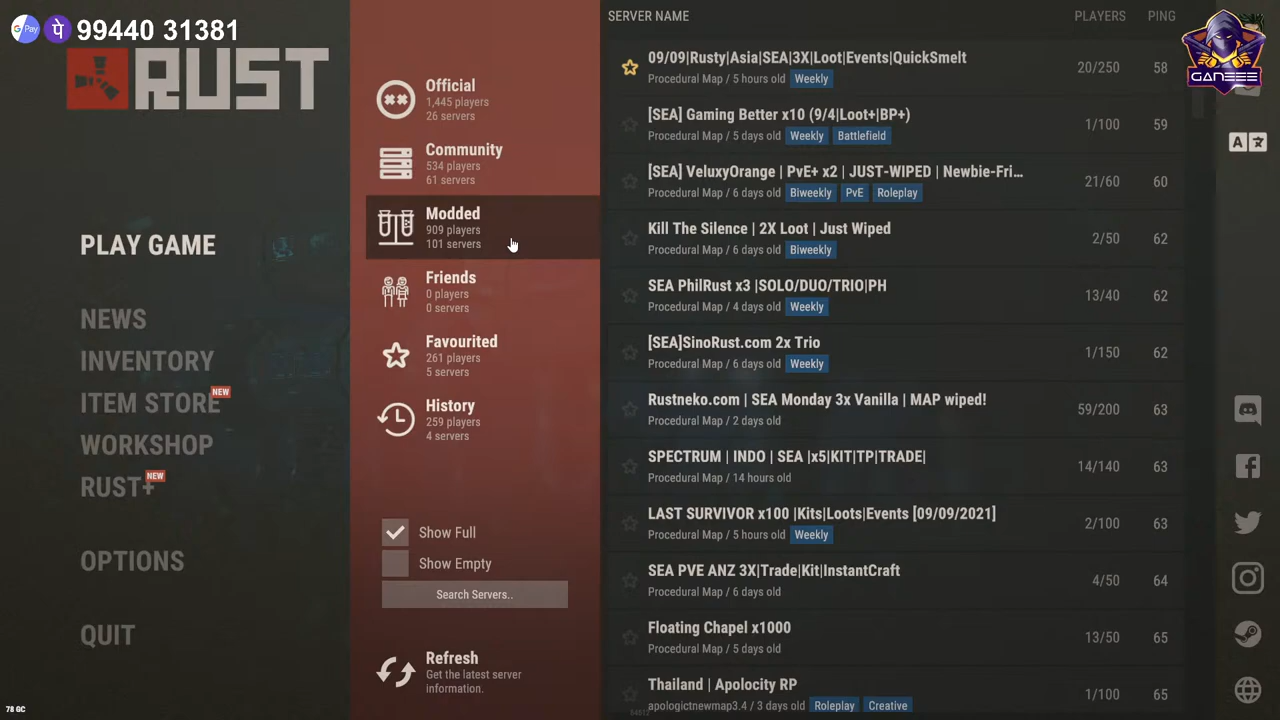 पे 99440 31381
RUST
PLAY GAME
NEWS
INVENTORY
ITEM STORE NEW
WORKSHOP
RUST+ NEW
OPTIONS
QUIT
78 GC
Official
1,445 players
26 servers
Community
534 players
61 servers
Modded
909 players
101 servers
Friends
0 players
0 servers
Favourited
261 players
5 servers
History
259 players
4 servers
Show Full
Show Empty
Search Servers..
Refresh
Get the latest server
information.
SERVER NAME PLAYERS PING
09/09|Rusty|Asia|SEA|3X|Loot|Events|QuickSmelt 20/250 58
Procedural Map / 5 hours old Weekly
[SEA] Gaming Better x10 (9/4|Loot+|BP+) 1/100 59
Procedural Map / 5 days old Weekly Battlefield
[SEA] VeluxyOrange | PvE+ x2 | JUST-WIPED | Newbie-Fri... 21/60 60
Procedural Map / 6 days old Biweekly PvE Roleplay
Kill The Silence | 2X Loot | Just Wiped 2/50 62
Procedural Map / 6 days old Biweekly
SEA PhilRust x3 |SOLO/DUO/TRIO|PH 13/40 62
Procedural Map / 4 days old Weekly
[SEA]SinoRust.com 2x Trio 1/150 62
Procedural Map / 6 days old Weekly
Rustneko.com | SEA Monday 3x Vanilla | MAP wiped! 59/200 63
Procedural Map / 2 days old
SPECTRUM | INDO | SEA |x5|KIT|TP|TRADE| 14/140 63
Procedural Map / 14 hours old
LAST SURVIVOR x100 |Kits|Loots|Events [09/09/2021] 2/100 63
Procedural Map / 5 hours old Weekly
SEA PVE ANZ 3X|Trade|Kit|InstantCraft 4/50 64
Procedural Map / 6 days old
Floating Chapel x1000 13/50 65
Procedural Map / 5 days old
Thailand | Apolocity RP 1/100 65
apologictnewmap3.4 / 3 days old Roleplay Creative
GANEEE
A 文